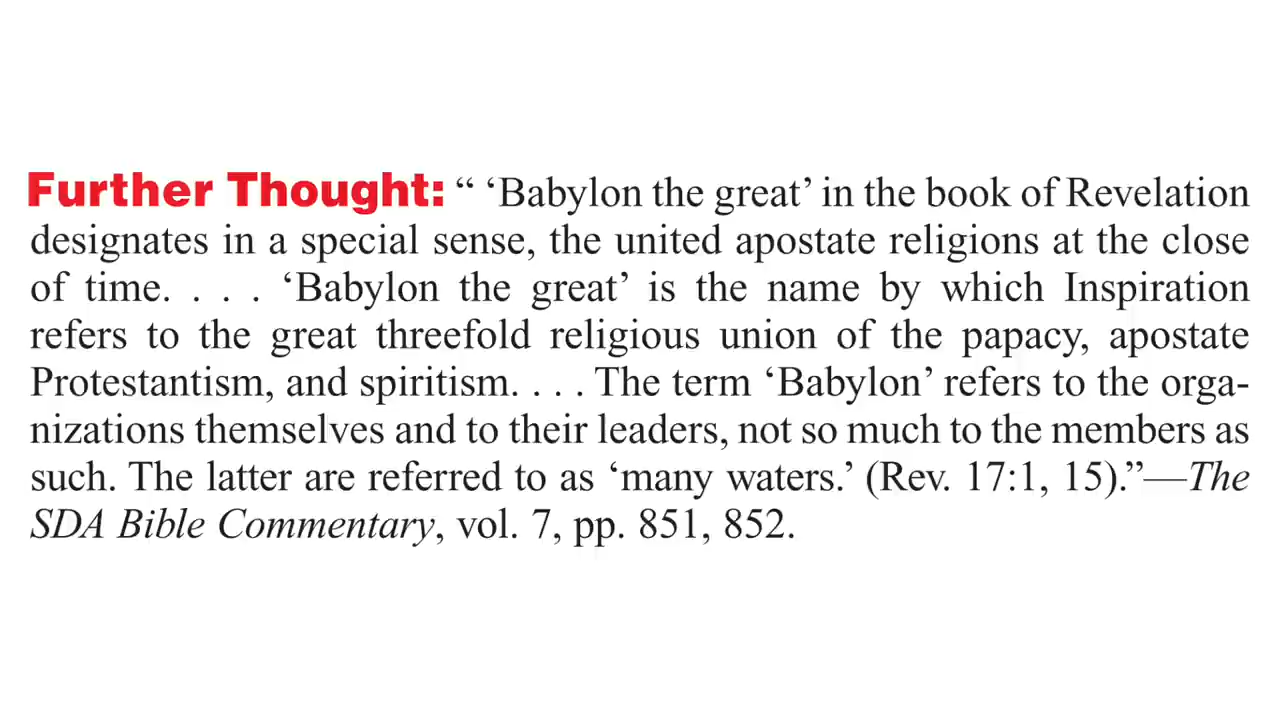 Further Thought: “ ‘Babylon the great’ in the book of Revelation
designates in a special sense, the united apostate religions at the close
of time. . . . ‘Babylon the great’ is the name by which Inspiration
refers to the great threefold religious union of the papacy, apostate
Protestantism, and spiritism. . . . The term ‘Babylon’ refers to the orga-
nizations themselves and to their leaders, not so much to the members as
such. The latter are referred to as ‘many waters.’ (Rev. 17:1, 15).”—The
SDA Bible Commentary, vol. 7, pp. 851, 852.